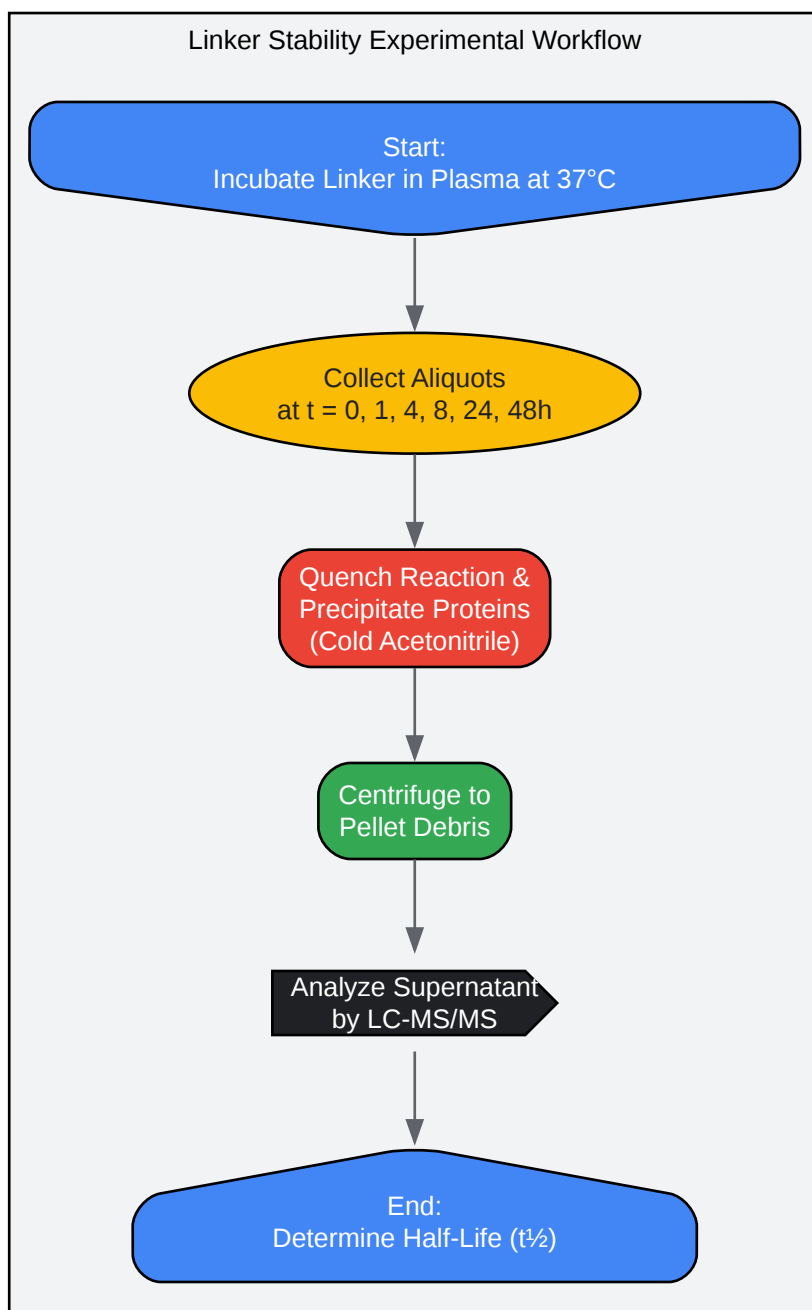 Linker Stability Experimental Workflow
Start:
Incubate Linker in Plasma at 37°C
Collect Aliquots
at t = 0, 1, 4, 8, 24, 48h
Quench Reaction &
Precipitate Proteins
(Cold Acetonitrile)
Centrifuge to
Pellet Debris
Analyze Supernatant
by LC-MS/MS
End:
Determine Half-Life (t½)